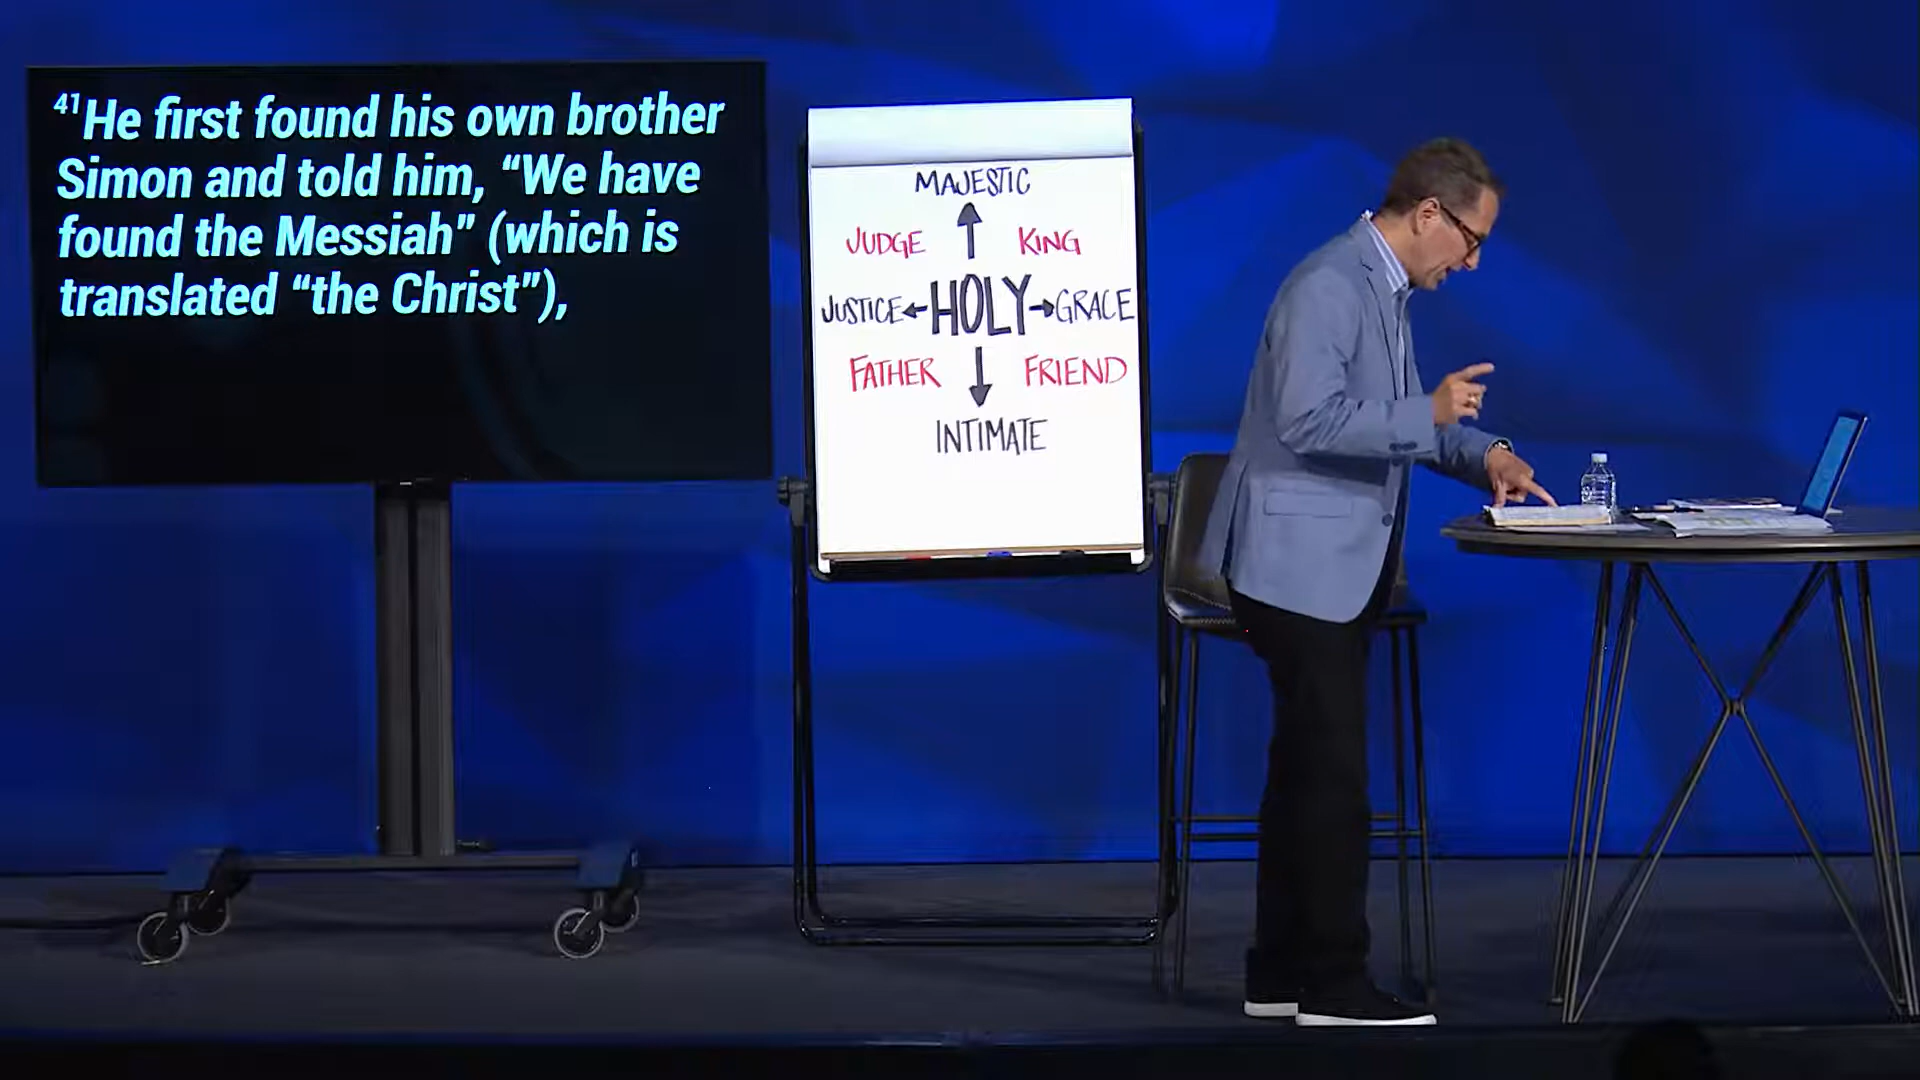 ⁴¹He first found his own brother
Simon and told him, “We have
found the Messiah” (which is
translated “the Christ”),
MAJESTIC
JUDGE KING
JUSTICE←HOLY→GRACE
FATHER FRIEND
INTIMATE